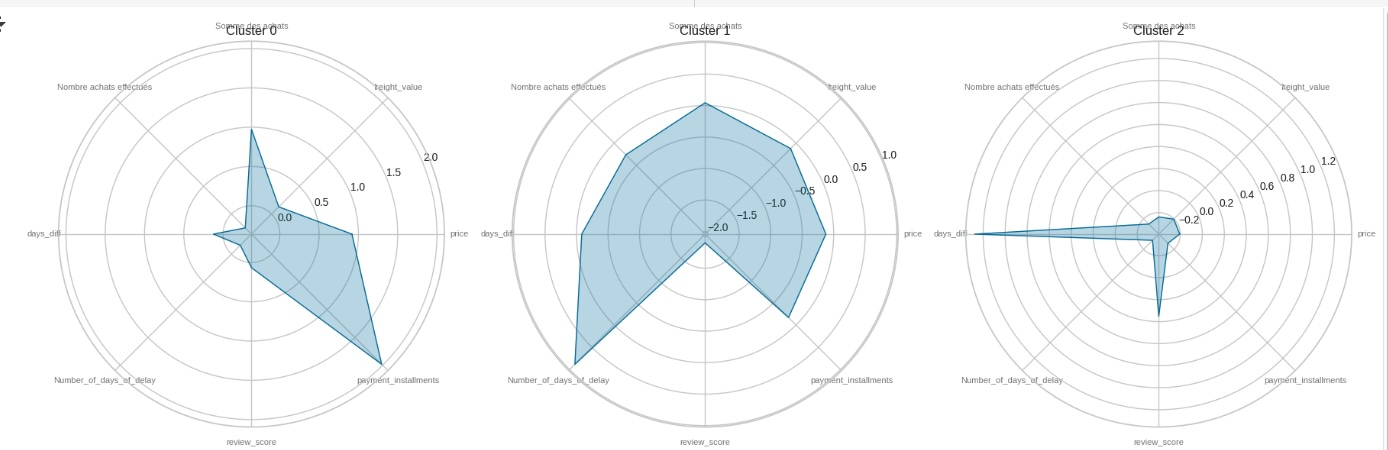 Somme des achats
Cluster 0
Nombre achats effectués
freight_value
2.0
1.5
1.0
0.5
0.0
days_diff
price
Number_of_days_of_delay
payment_installments
review_score
Somme des achats
Cluster 1
Nombre achats effectués
freight_value
1.0
0.5
0.0
−0.5
−1.0
−1.5
−2.0
days_diff
price
Number_of_days_of_delay
payment_installments
review_score
Somme des achats
Cluster 2
Nombre achats effectués
freight_value
1.2
1.0
0.8
0.6
0.4
0.2
0.0
−0.2
days_diff
price
Number_of_days_of_delay
payment_installments
review_score